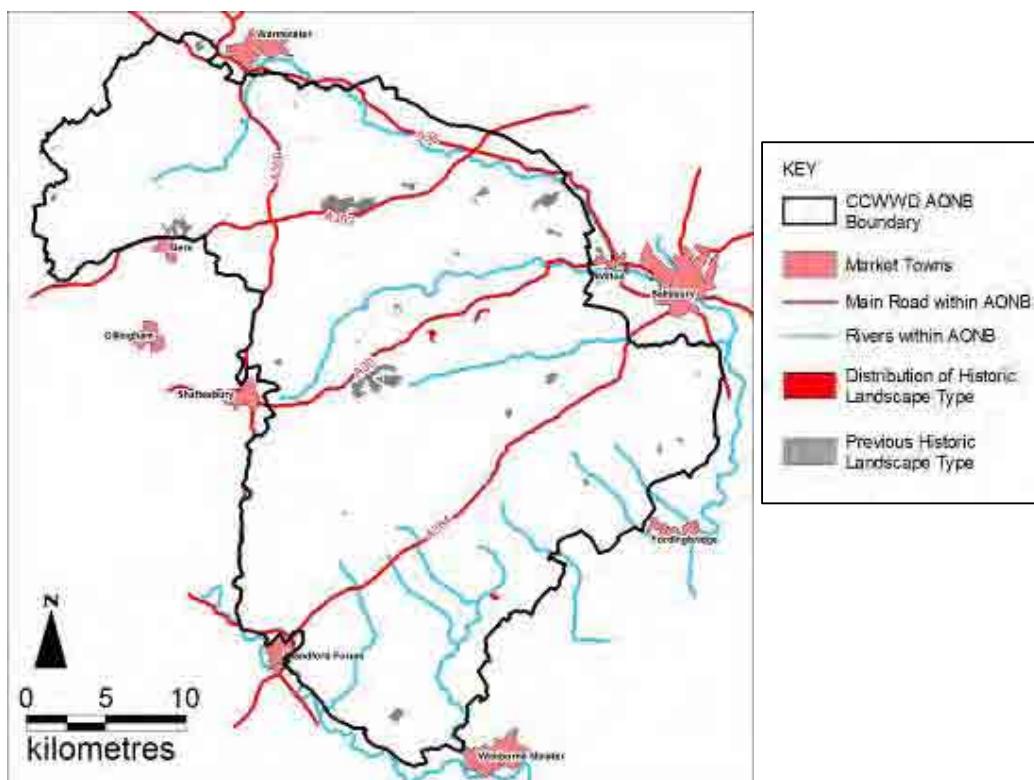 Warminster
A36
A350
A303
Mere
Wilton
Salisbury
Gillingham
A30
Shaftesbury
A354
Fordingbridge
Blandford Forum
Wimborne Minster
N
0 5 10
kilometres
KEY
CCWWD AONB
Boundary
Market Towns
Main Road within AONB
Rivers within AONB
Distribution of Historic
Landscape Type
Previous Historic
Landscape Type